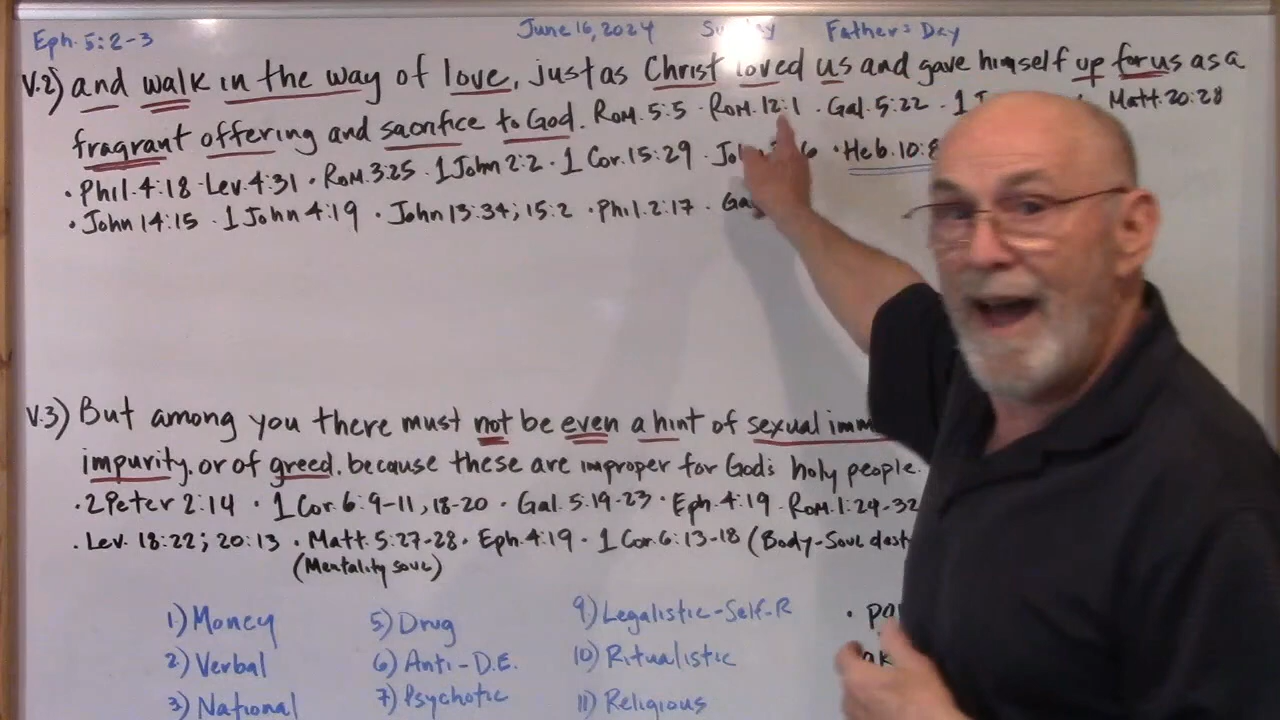 Eph. 5:2-3 June 16, 2024 Sunday Father's Day
V.2) and walk in the way of love, just as Christ loved us and gave himself up for us as a
fragrant offering and sacrifice to God. Rom. 5:5 · Rom. 12:1 · Gal. 5:22 · 1 Matt. 20:28
· Phil. 4:18 · Lev. 4:31 · Rom. 3:25 · 1 John 2:2 · 1 Cor. 15:29 · · Heb. 10:8
· John 14:15 · 1 John 4:19 · John 13:34; 15:2 · Phil. 2:17 ·
V.3) But among you there must not be even a hint of sexual
impurity, or of greed, because these are improper for God's holy people.
· 2 Peter 2:14 · 1 Cor. 6:9-11, 18-20 · Gal. 5:19-23 · Eph. 4:19 · Rom. 1:24-32
· Lev. 18:22; 20:13 · Matt. 5:27-28 · Eph. 4:19 · 1 Cor. 6:13-18 (Body-Soul
(Mentality soul)
1) Money 5) Drug 9) Legalistic-Self-R
2) Verbal 6) Anti-D.E. 10) Ritualistic
3) National 7) Psychotic 11) Religious